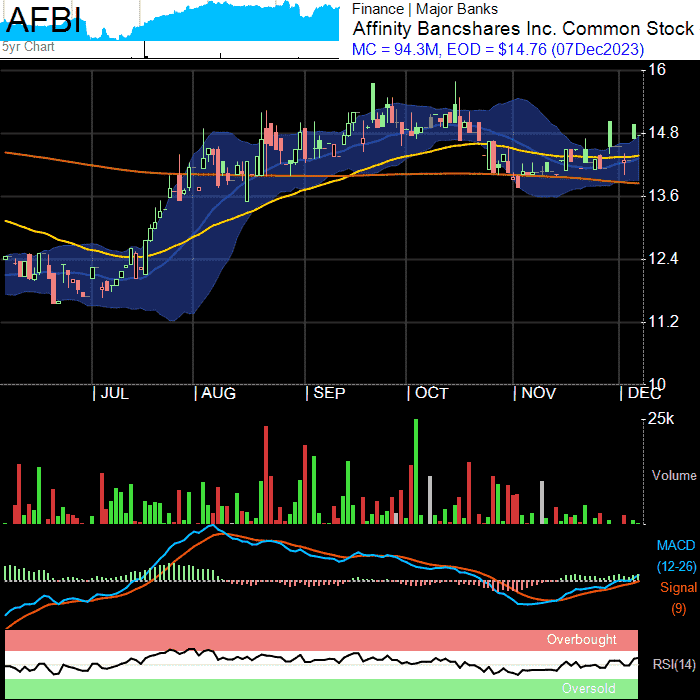 AFBI
5yr Chart
Finance | Major Banks
Affinity Bancshares Inc. Common Stock
MC = 94.3M, EOD = $14.76 (07Dec2023)
16
14.8
13.6
12.4
11.2
10
JUL AUG SEP OCT NOV DEC
25k
Volume
MACD
(12-26)
Signal
(9)
Overbought
RSI(14)
Oversold